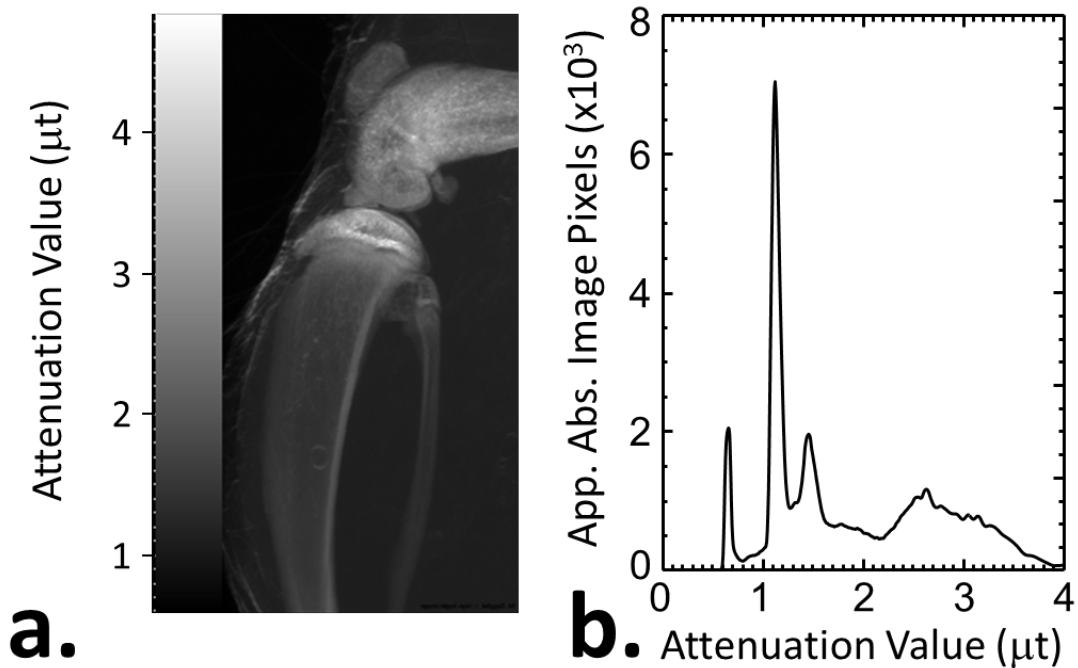 Attenuation Value (μt)
4
3
2
1
a.
App. Abs. Image Pixels (x10³)
8
6
4
2
0
0 1 2 3 4
b. Attenuation Value (μt)